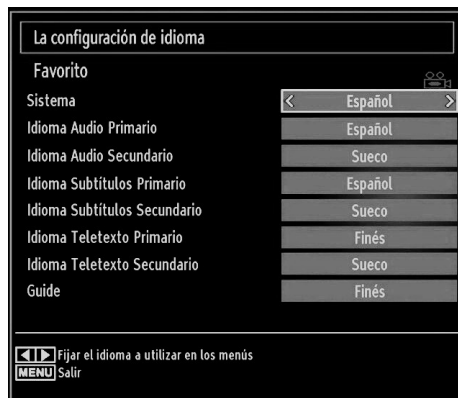 La configuración de idioma
Favorito
Sistema < Español >
Idioma Audio Primario Español
Idioma Audio Secundario Sueco
Idioma Subtítulos Primario Español
Idioma Subtítulos Secundario Sueco
Idioma Teletexto Primario Finés
Idioma Teletexto Secundario Sueco
Guide Finés
Fijar el idioma a utilizar en los menús
MENU Salir